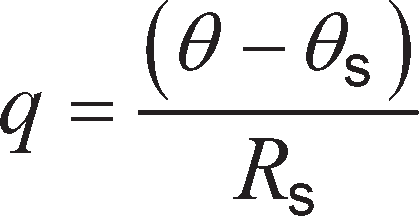 q = (θ − θₛ) / Rₛ